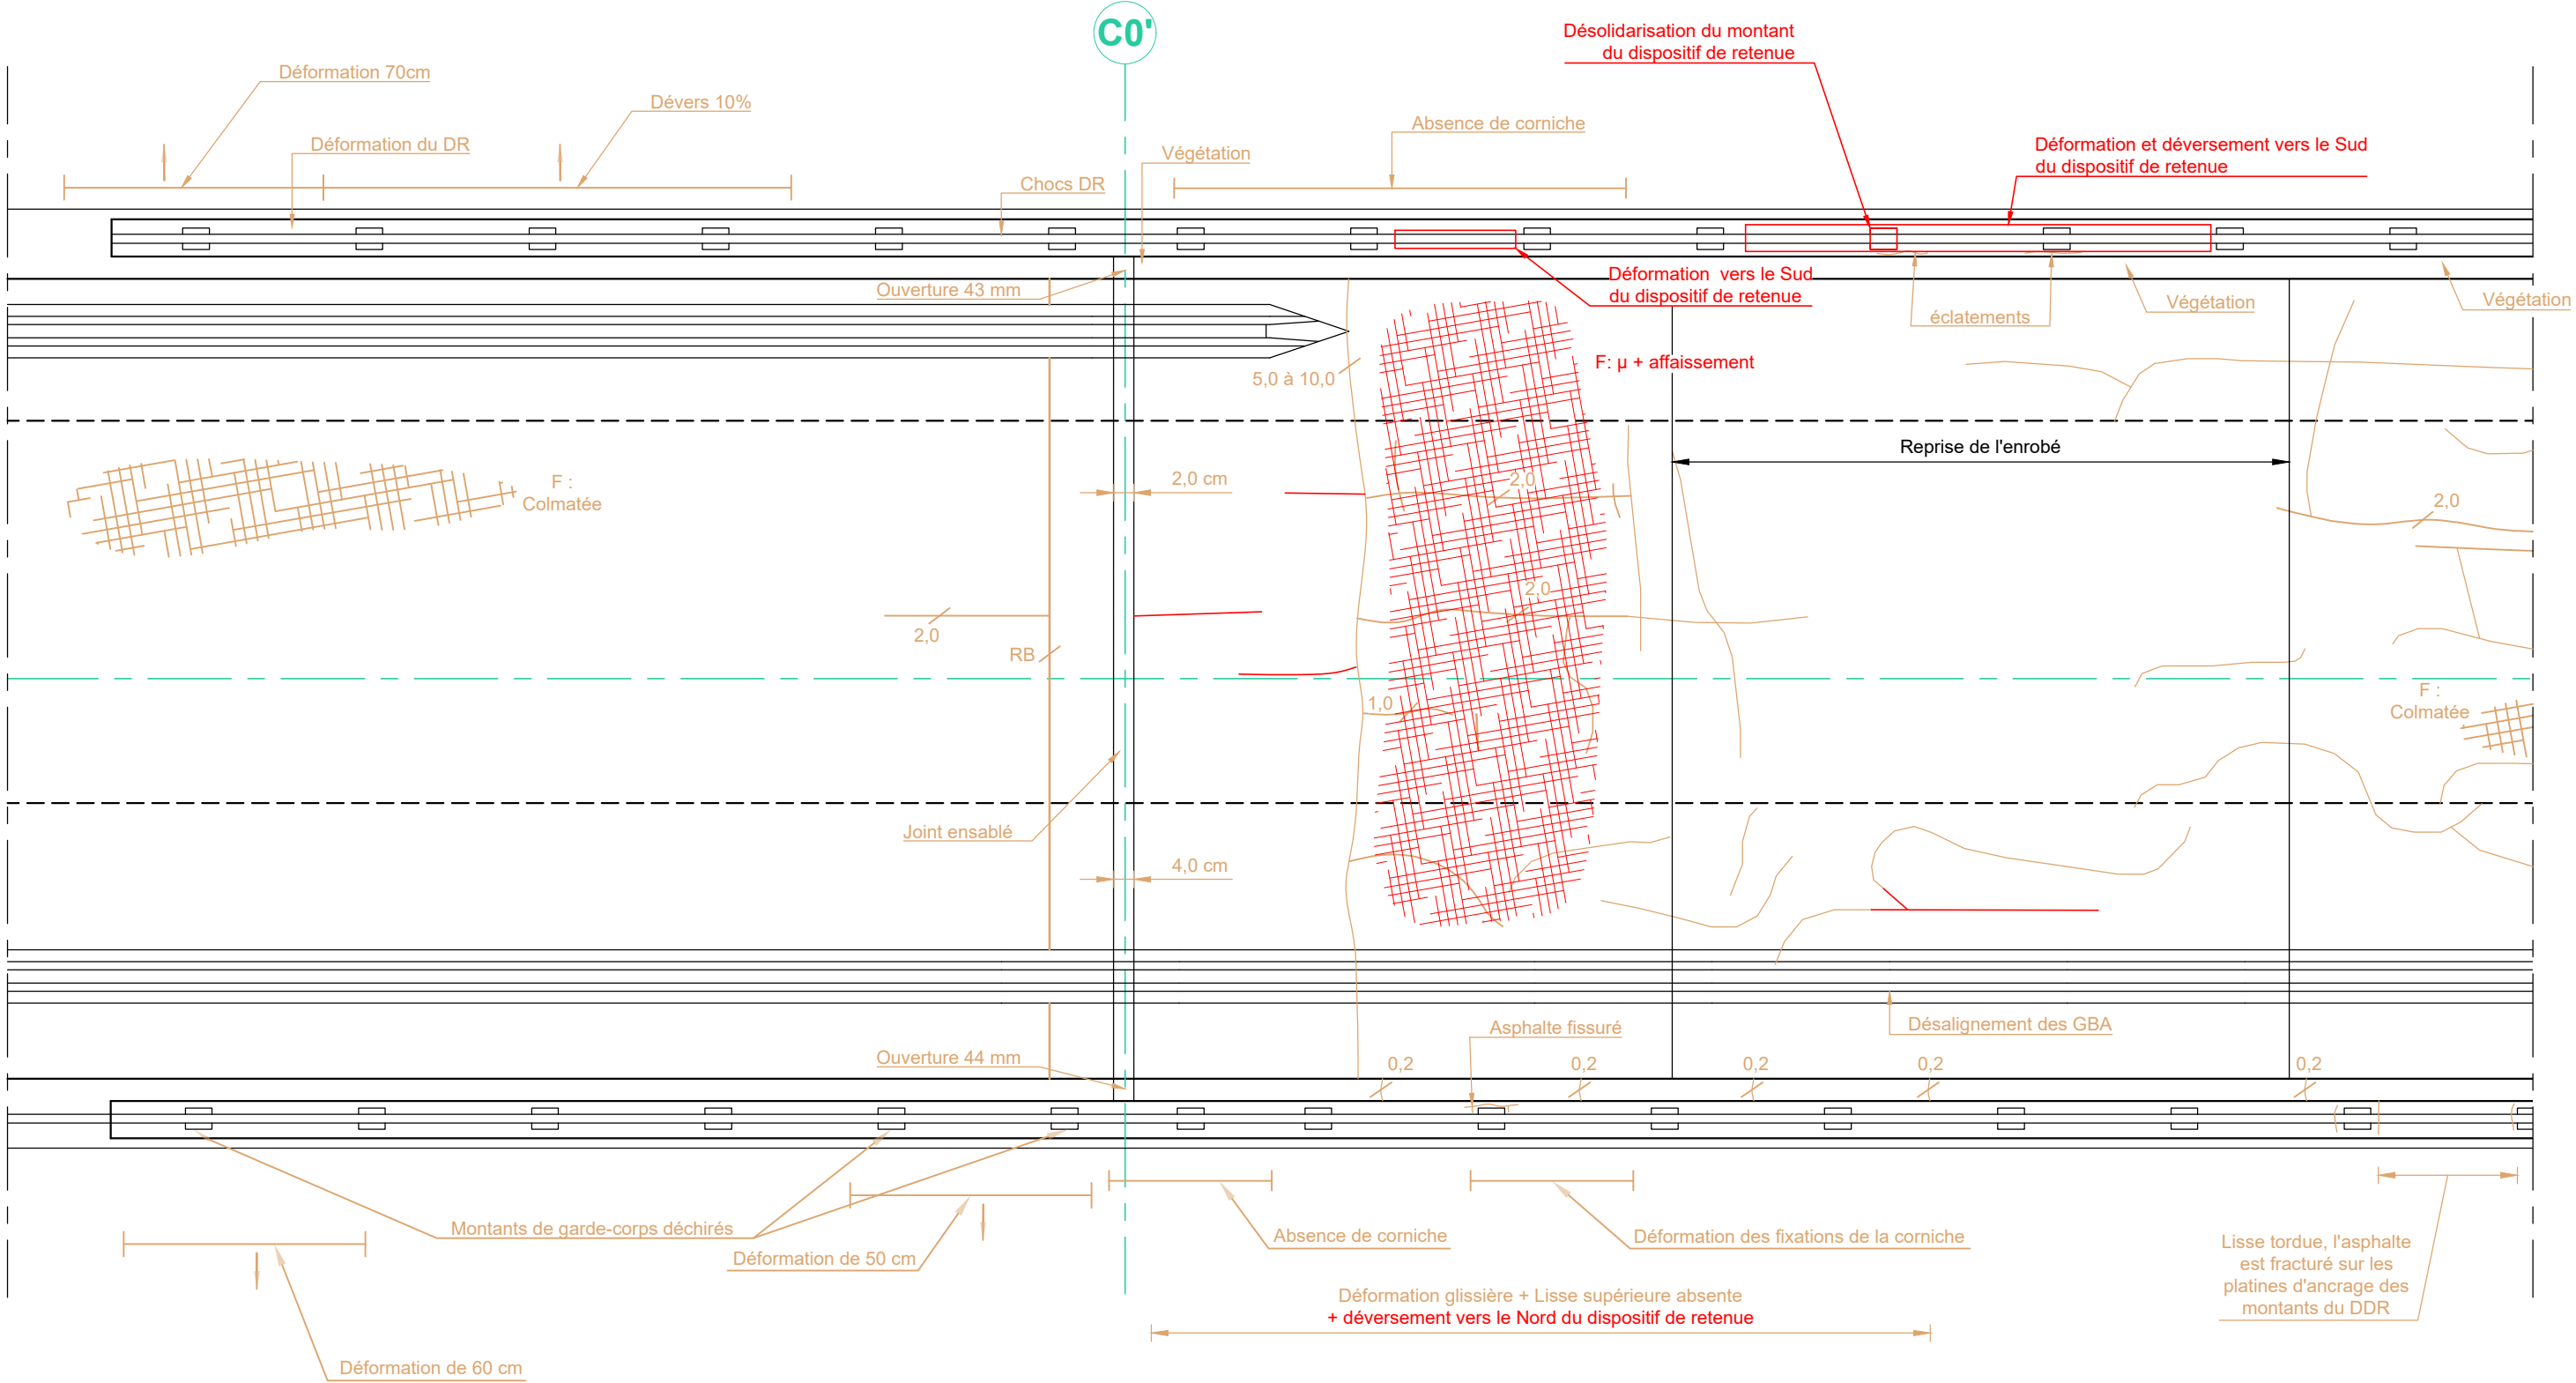 C0'
Désolidarisation du montant
du dispositif de retenue
Déformation 70cm
Dévers 10%
Absence de corniche
Déformation du DR
Végétation
Déformation et déversement vers le Sud
du dispositif de retenue
Chocs DR
Déformation  vers le Sud
du dispositif de retenue
Ouverture 43 mm
éclatements
Végétation
Végétation
5,0 à 10,0
F: µ + affaissement
Reprise de l'enrobé
F :
Colmatée
2,0 cm
2,0
2,0
2,0
2,0
RB
1,0
F :
Colmatée
Joint ensablé
4,0 cm
Asphalte fissuré
Désalignement des GBA
Ouverture 44 mm
0,2
0,2
0,2
0,2
0,2
Montants de garde-corps déchirés
Absence de corniche
Déformation des fixations de la corniche
Déformation de 50 cm
Lisse tordue, l'asphalte
est fracturé sur les
platines d'ancrage des
montants du DDR
Déformation glissière + Lisse supérieure absente
+ déversement vers le Nord du dispositif de retenue
Déformation de 60 cm